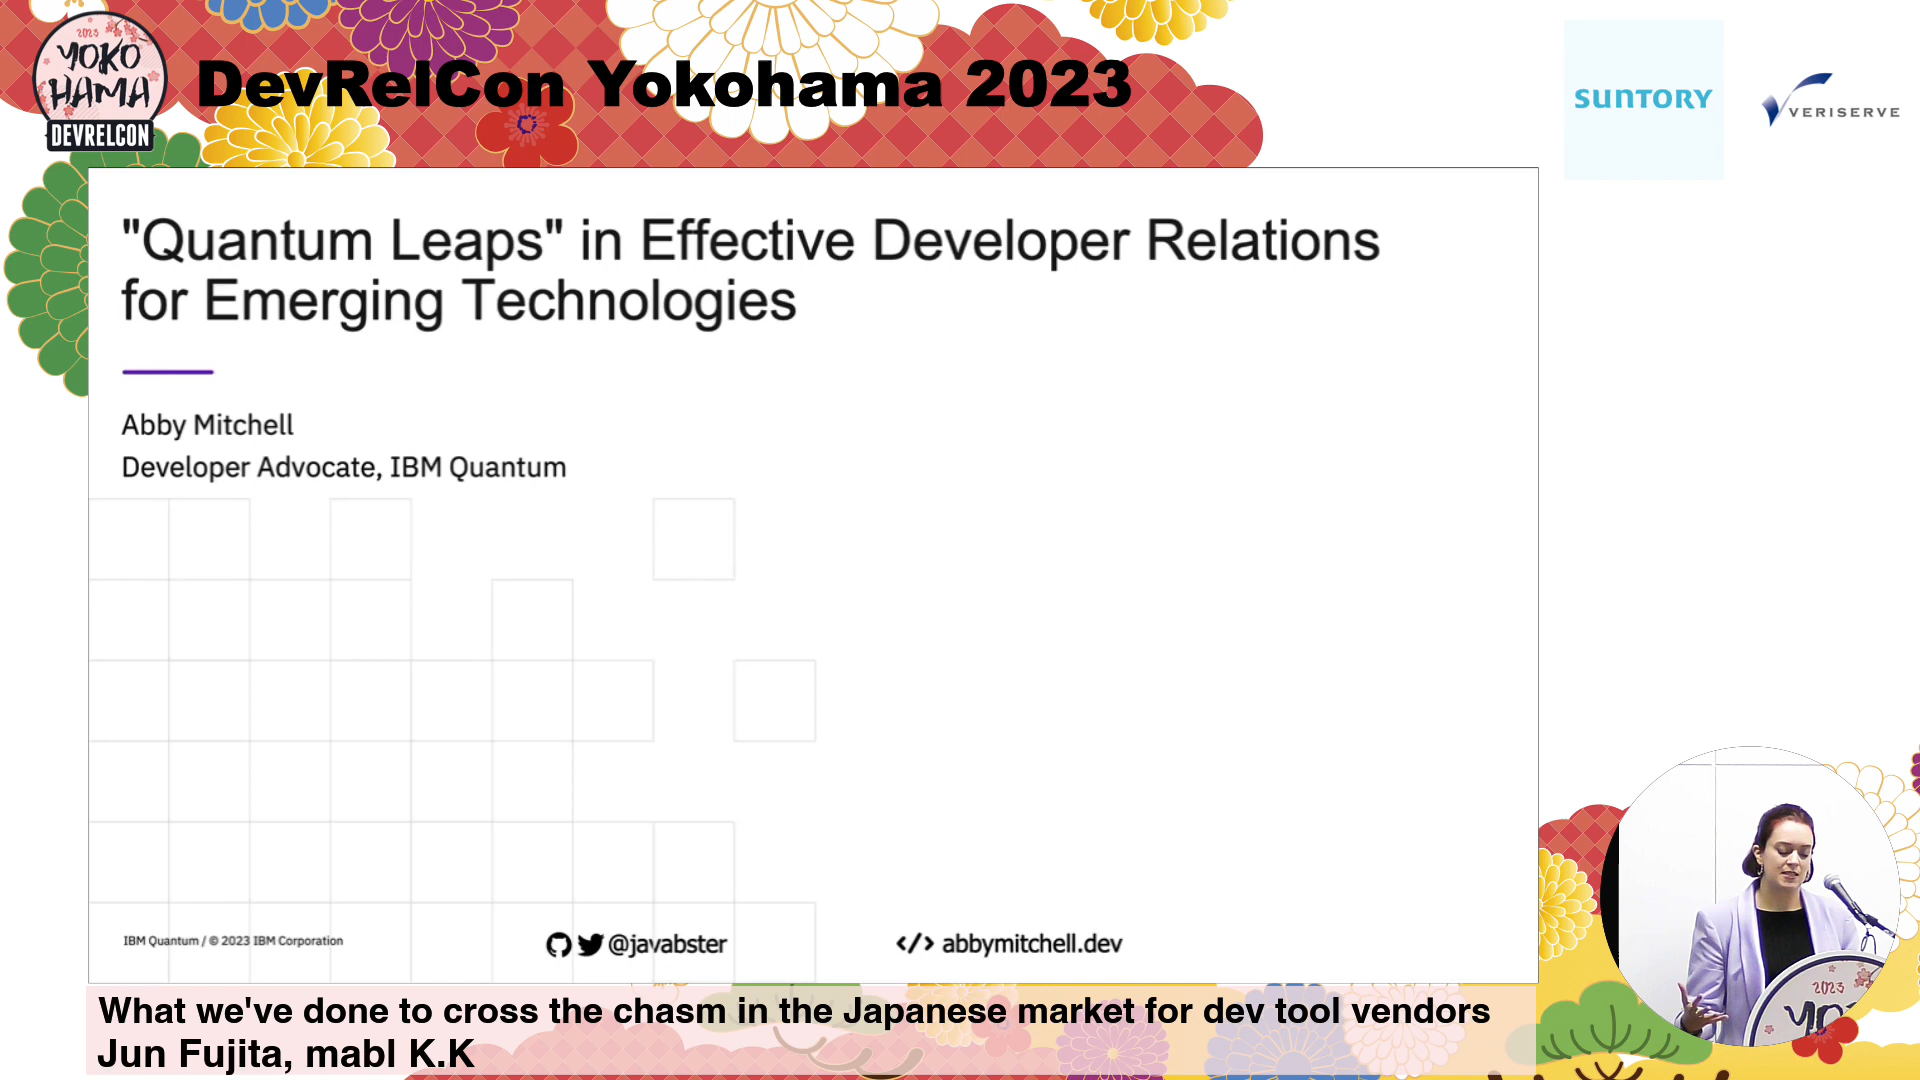 2023
YOKO
HAMA
DEVRELCON
DevRelCon Yokohama 2023
SUNTORY
VERISERVE
"Quantum Leaps" in Effective Developer Relations
for Emerging Technologies
Abby Mitchell
Developer Advocate, IBM Quantum
IBM Quantum / © 2023 IBM Corporation
@javabster
</> abbymitchell.dev
2023
What we've done to cross the chasm in the Japanese market for dev tool vendors
Jun Fujita, mabl K.K